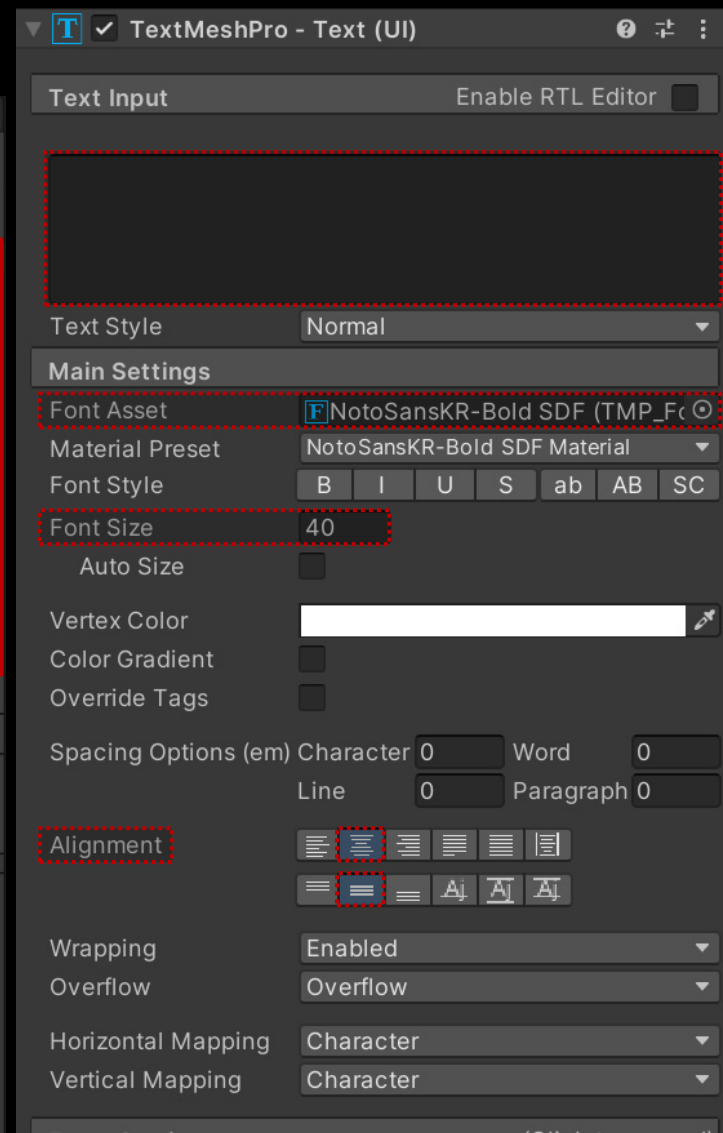 TextMeshPro - Text (UI)
Text Input Enable RTL Editor
Text Style Normal
Main Settings
Font Asset NotoSansKR-Bold SDF (TMP_Fo
Material Preset NotoSansKR-Bold SDF Material
Font Style B I U S ab AB SC
Font Size 40
Auto Size
Vertex Color
Color Gradient
Override Tags
Spacing Options (em) Character 0 Word 0
Line 0 Paragraph 0
Alignment
Wrapping Enabled
Overflow Overflow
Horizontal Mapping Character
Vertical Mapping Character